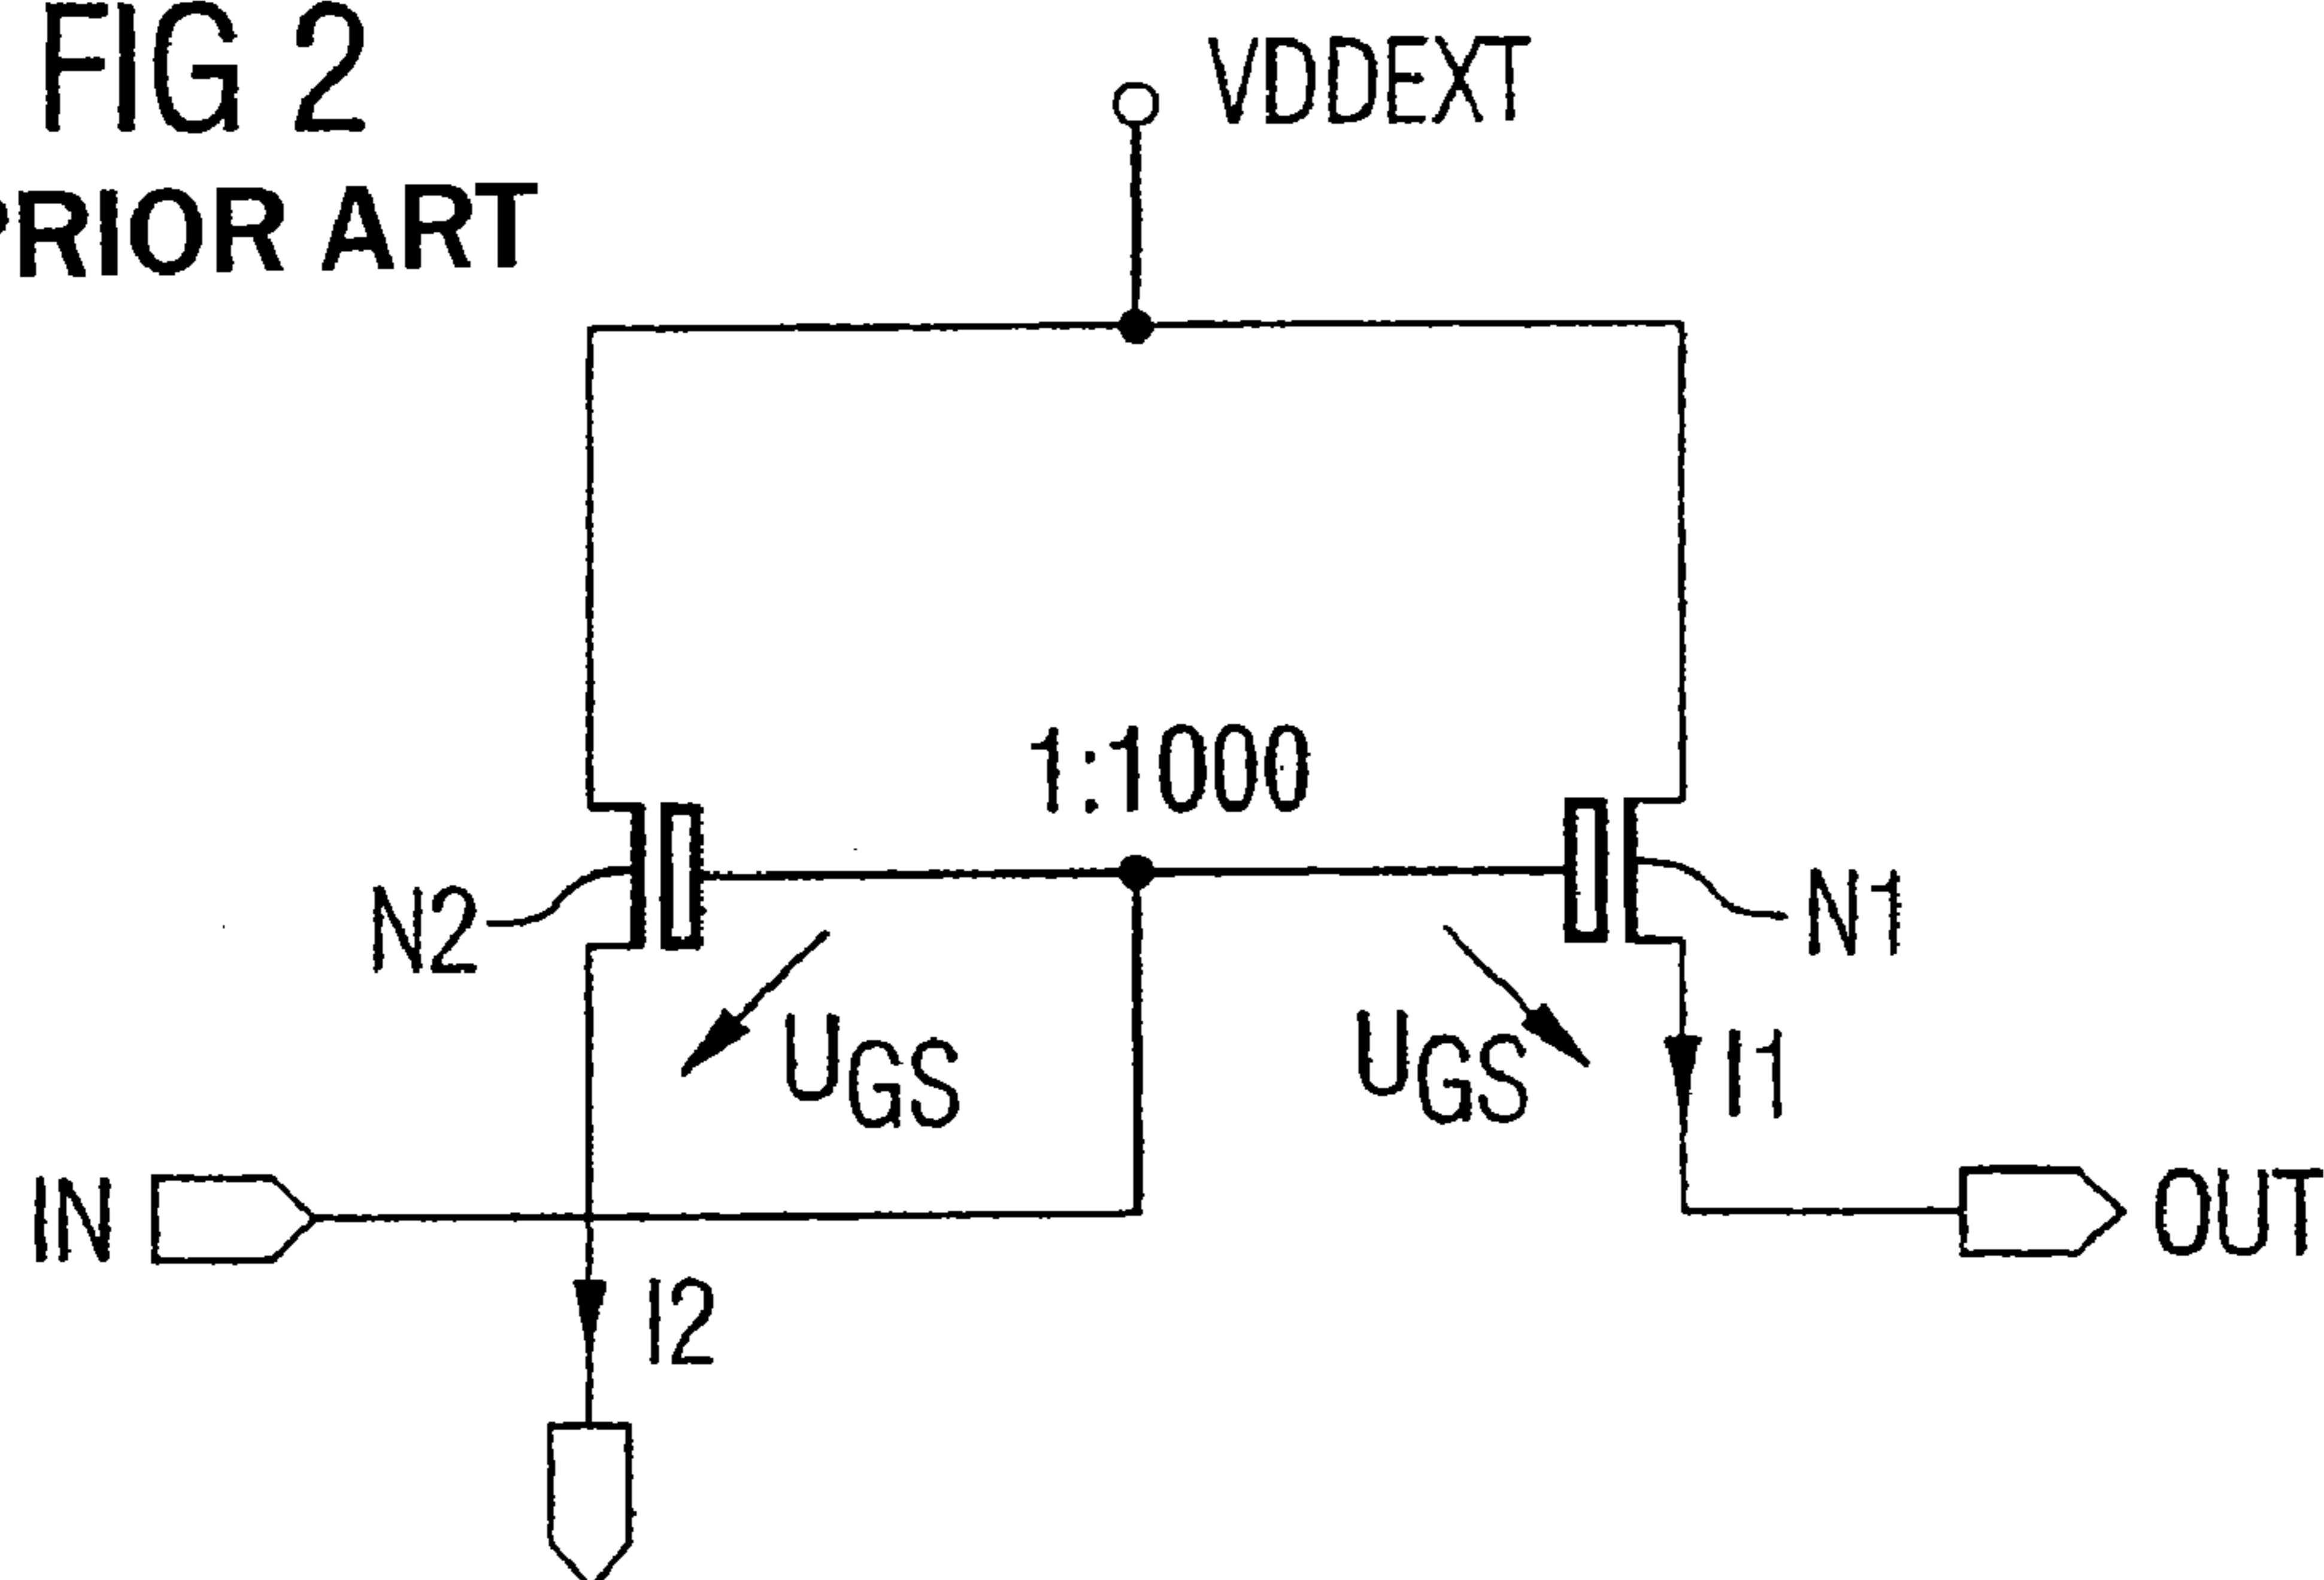 FIG 2
PRIOR ART
VDDEXT
1:1000
N2
N1
UGS
UGS
I1
IN
OUT
I2